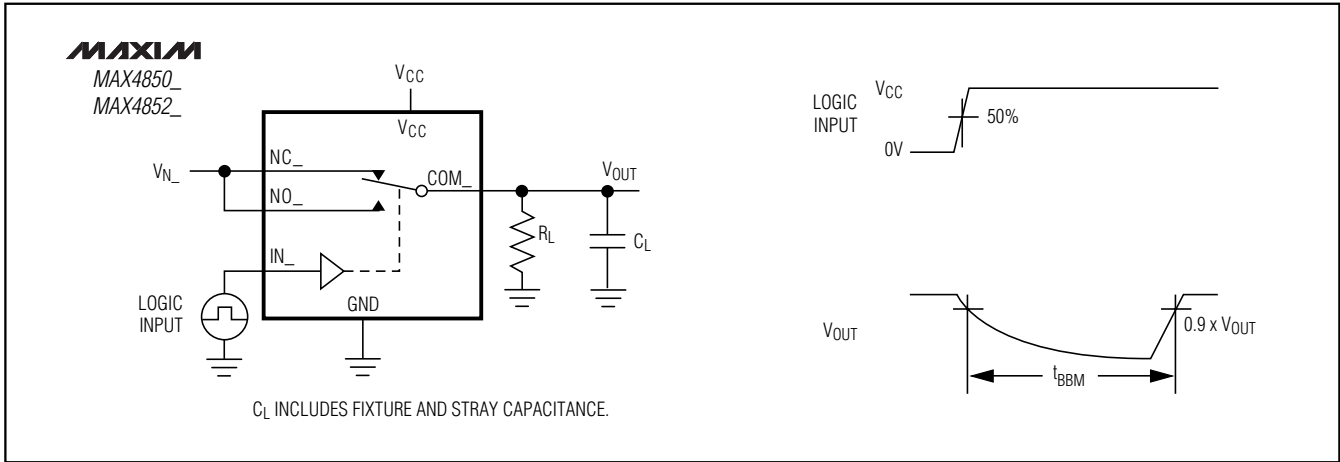 MAXIM
MAX4850_
MAX4852_
VCC
VCC
VN_
NC_
NO_
COM_
VOUT
RL
CL
IN_
LOGIC
INPUT
GND
CL INCLUDES FIXTURE AND STRAY CAPACITANCE.
LOGIC
INPUT
VCC
50%
0V
VOUT
0.9 x VOUT
tBBM